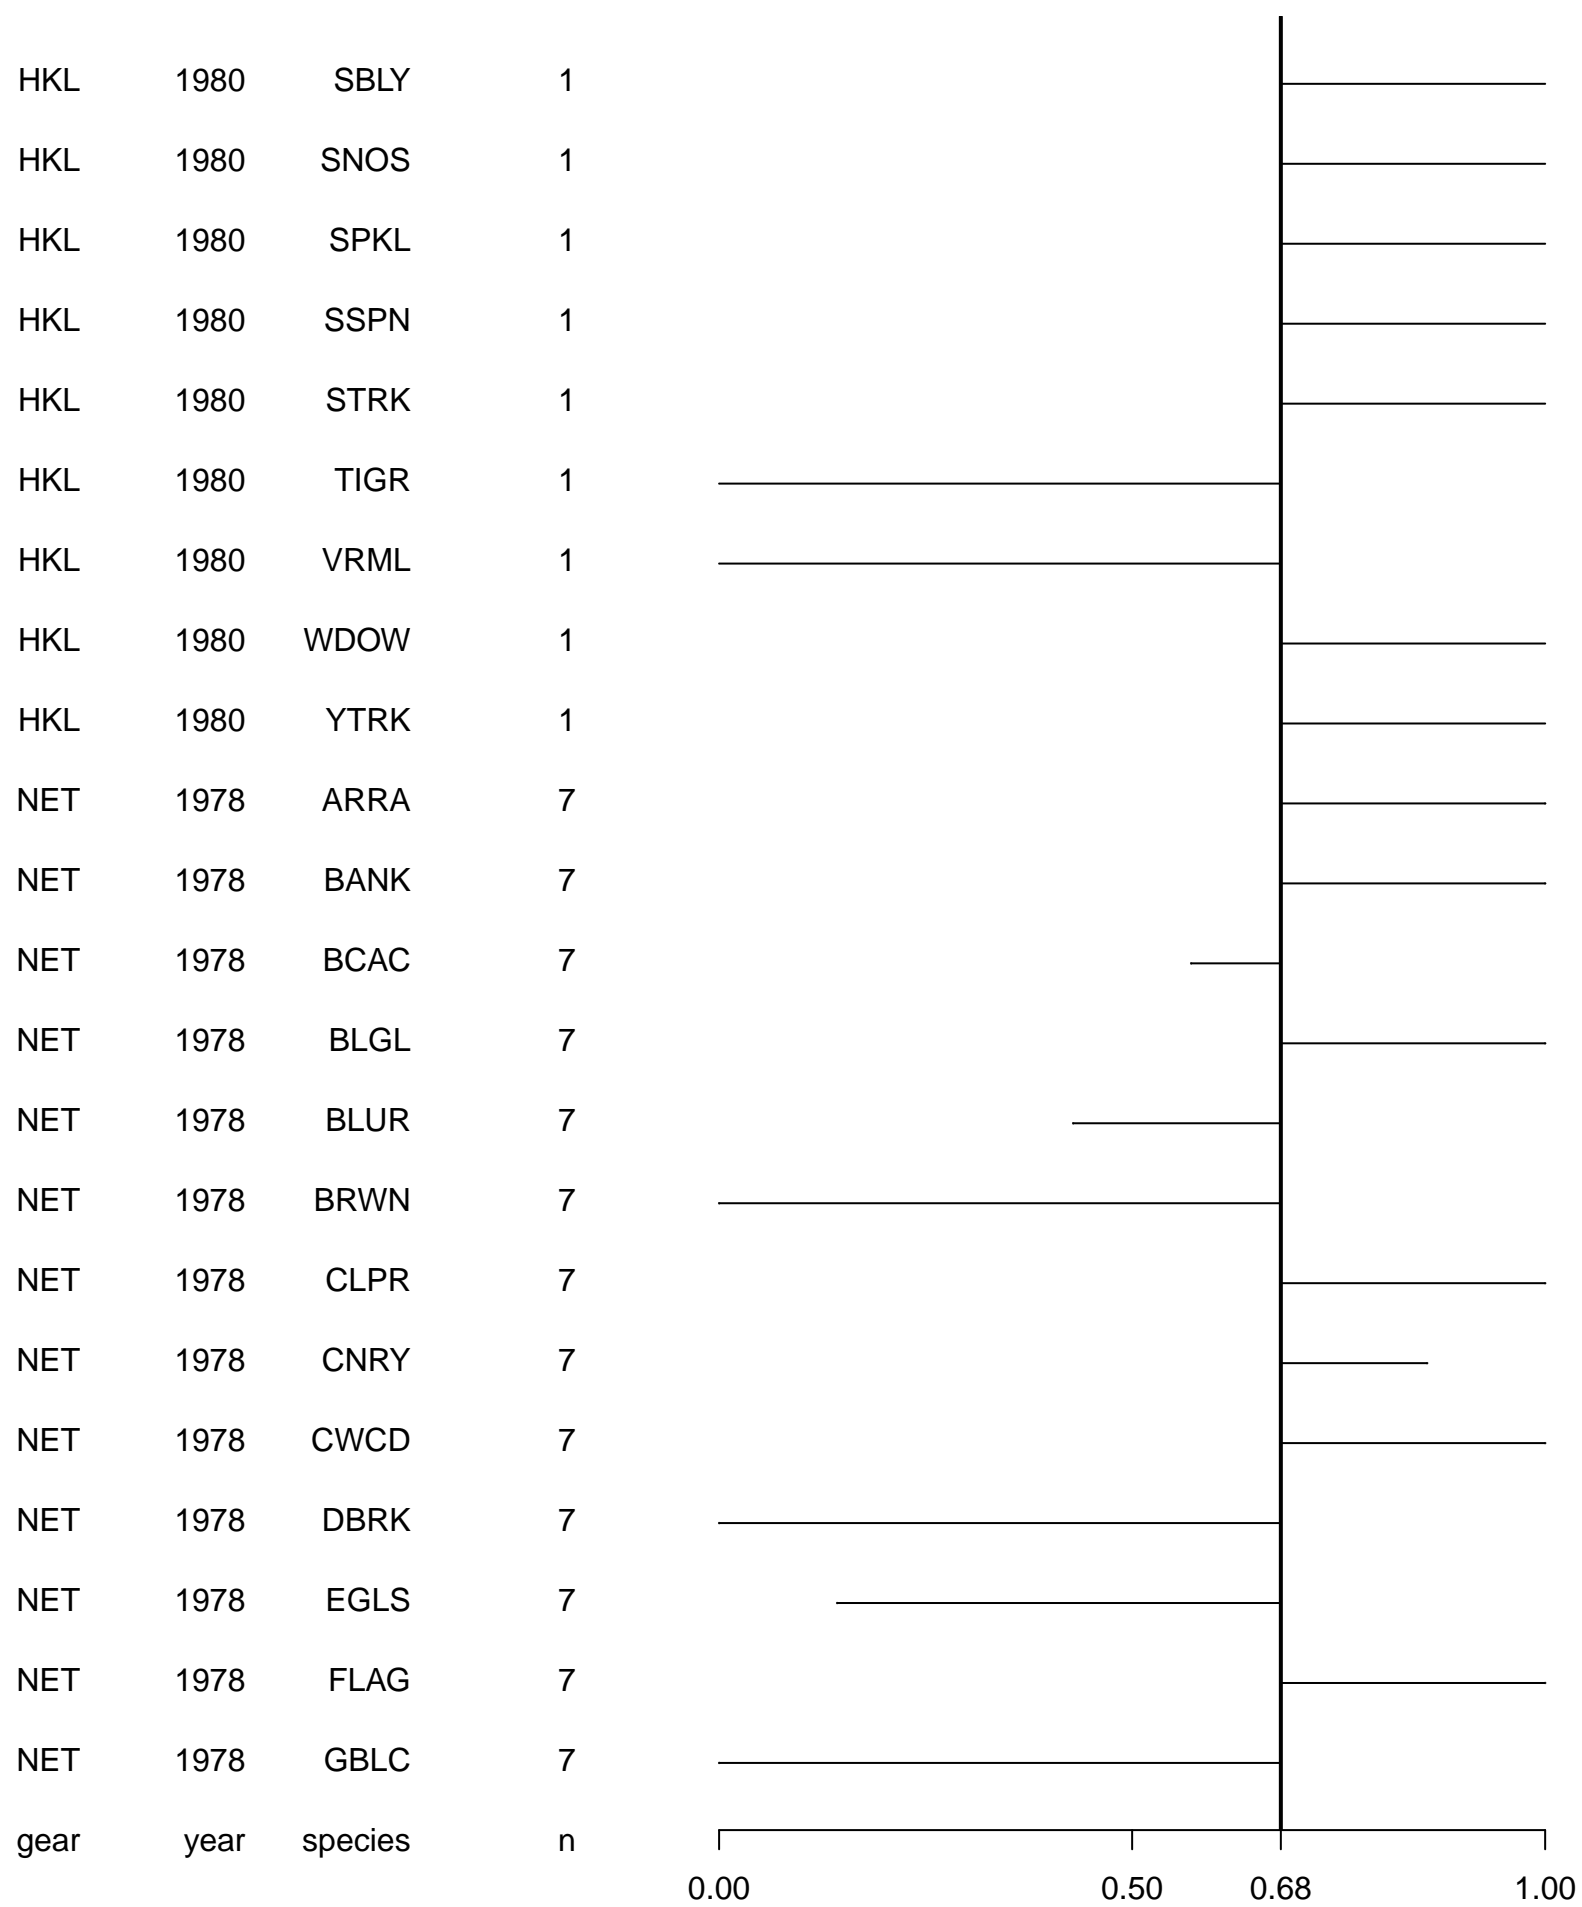 HKL 1980 SBLY 1
HKL 1980 SNOS 1
HKL 1980 SPKL 1
HKL 1980 SSPN 1
HKL 1980 STRK 1
HKL 1980 TIGR 1
HKL 1980 VRML 1
HKL 1980 WDOW 1
HKL 1980 YTRK 1
NET 1978 ARRA 7
NET 1978 BANK 7
NET 1978 BCAC 7
NET 1978 BLGL 7
NET 1978 BLUR 7
NET 1978 BRWN 7
NET 1978 CLPR 7
NET 1978 CNRY 7
NET 1978 CWCD 7
NET 1978 DBRK 7
NET 1978 EGLS 7
NET 1978 FLAG 7
NET 1978 GBLC 7
gear year species n
0.00 0.50 0.68 1.00